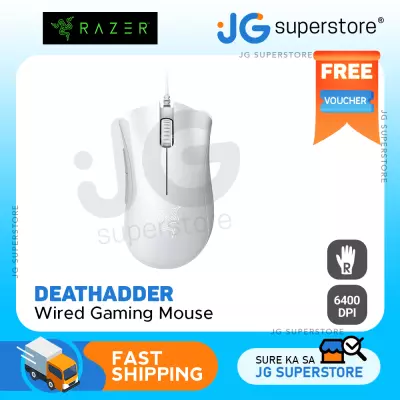 RAZER
JG superstore®
JG SUPERSTORE
FREE
VOUCHER
JG SUPERSTORE
JG SUPERSTORE
JG
superstore
R
6400
DPI
DEATHADDER
Wired Gaming Mouse
JG SUPERSTORE
FAST
SHIPPING
SURE KA SA
JG SUPERSTORE